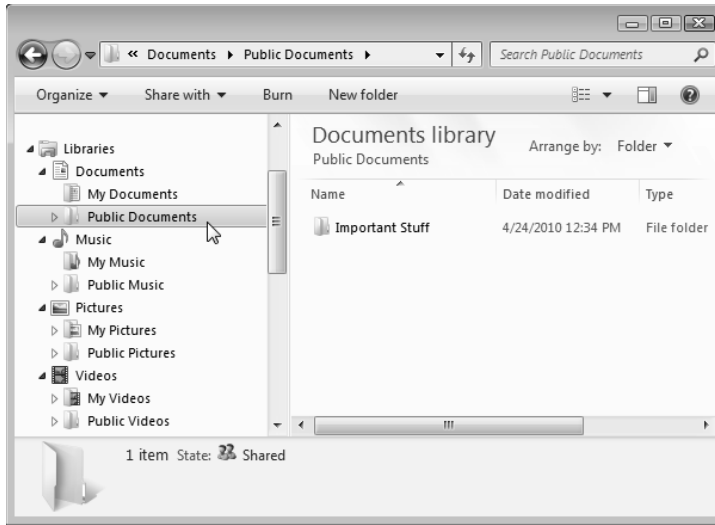 « Documents Public Documents Search Public Documents
Organize Share with Burn New folder
Libraries
Documents
My Documents
Public Documents
Music
My Music
Public Music
Pictures
My Pictures
Public Pictures
Videos
My Videos
Public Videos
Documents library
Public Documents
Arrange by: Folder
Name Date modified Type
Important Stuff 4/24/2010 12:34 PM File folder
1 item State: Shared